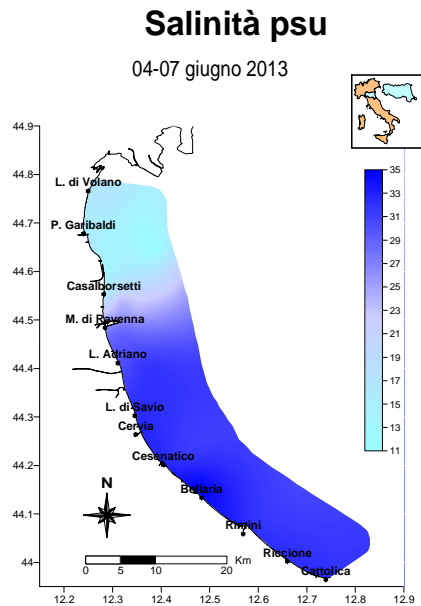 Salinità psu
04-07 giugno 2013
44.9
44.8
44.7
44.6
44.5
44.4
44.3
44.2
44.1
44
L. di Volano
P. Garibaldi
Casalborsetti
M. di Ravenna
L. Adriano
L. di Savio
Cervia
Cesenatico
Bellaria
Rimini
Riccione
Cattolica
35
33
31
29
27
25
23
21
19
17
15
13
11
N
0 5 10 20 Km
12.2 12.3 12.4 12.5 12.6 12.7 12.8 12.9